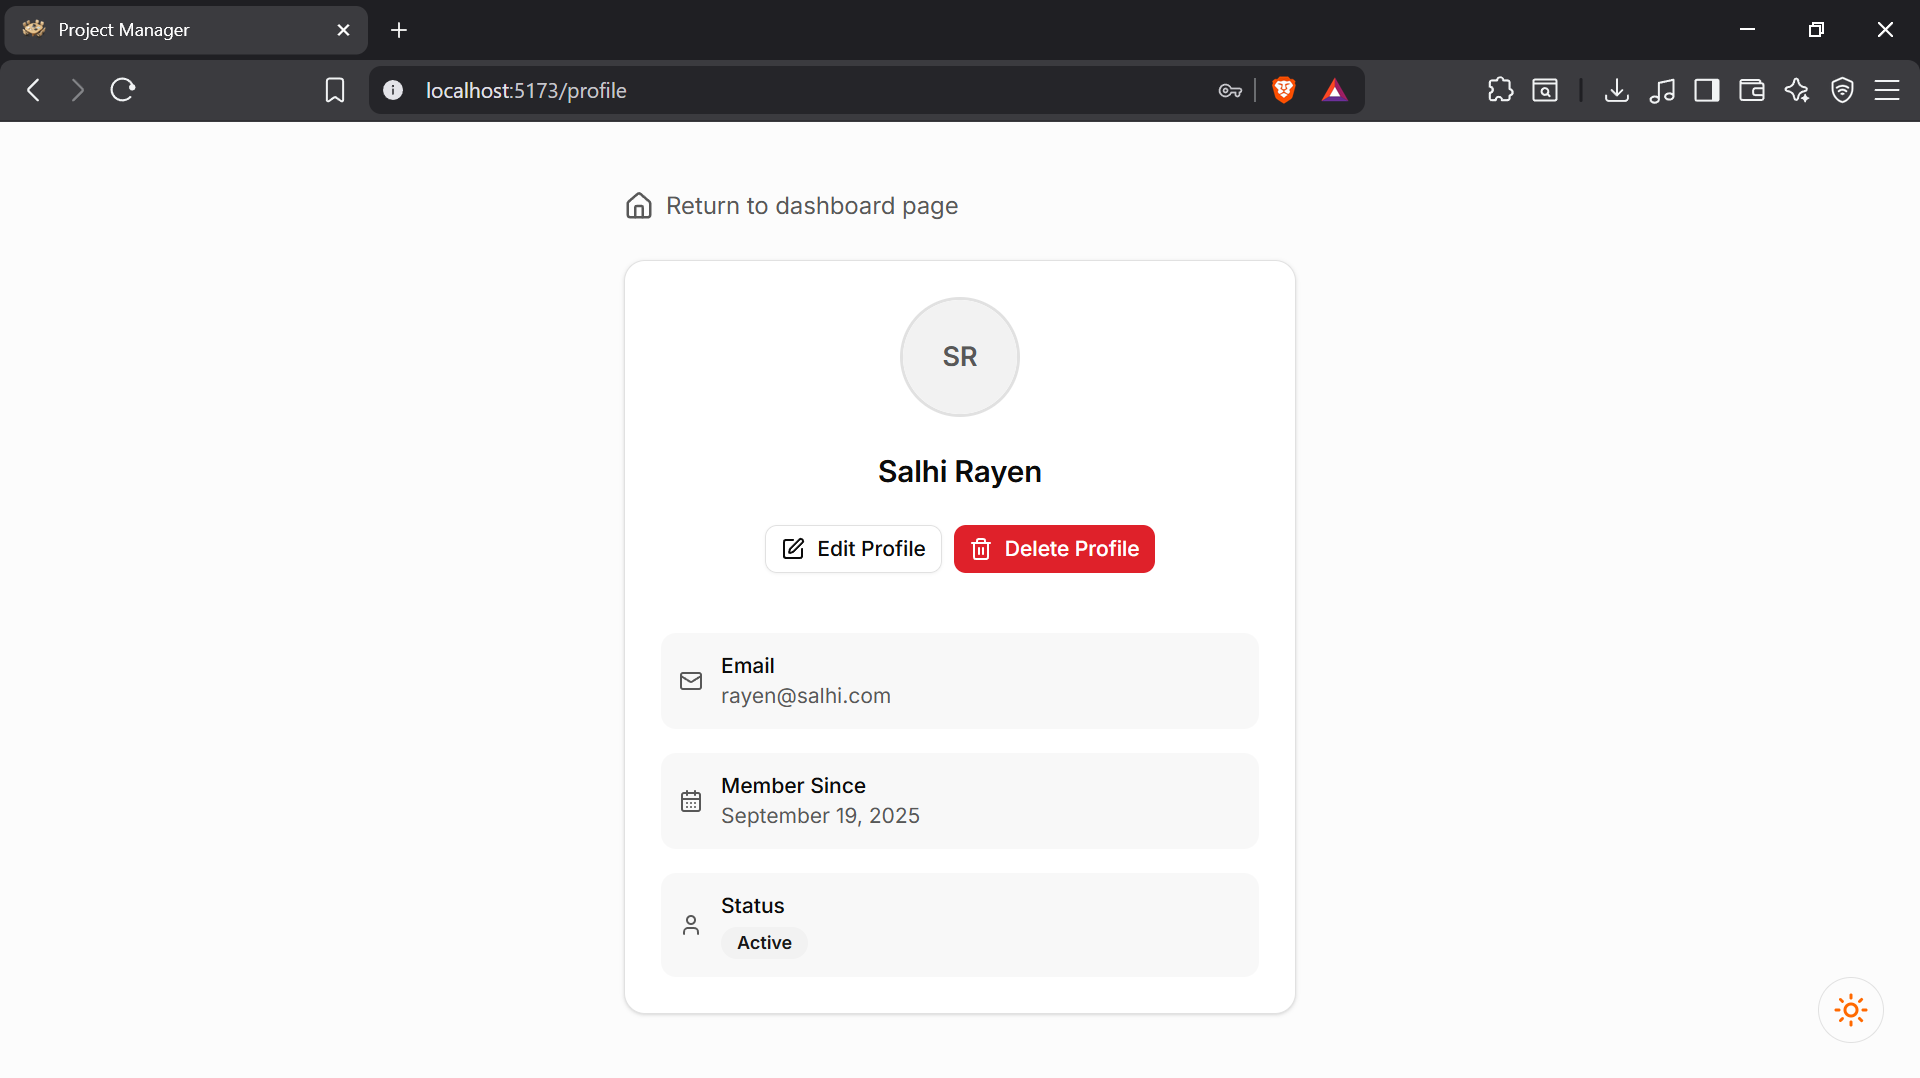 Project Manager
localhost:5173/profile
Return to dashboard page
SR
Salhi Rayen
Edit Profile
Delete Profile
Email
rayen@salhi.com
Member Since
September 19, 2025
Status
Active